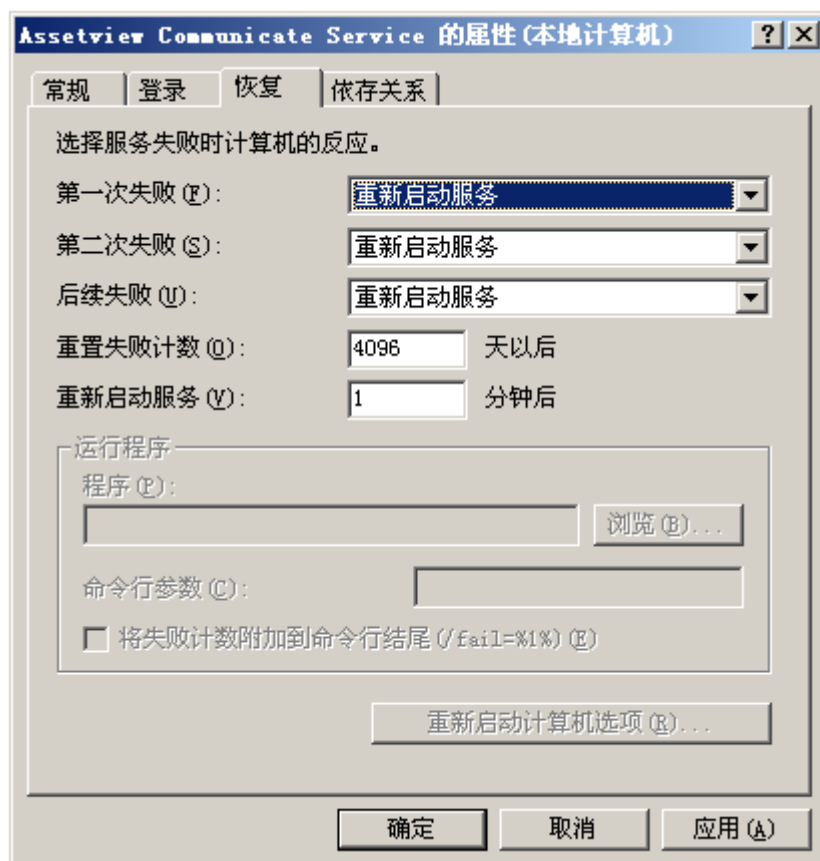 Assetview Communicate Service 的属性(本地计算机)
常规 登录 恢复 依存关系
选择服务失败时计算机的反应。
第一次失败(F): 重新启动服务
第二次失败(S): 重新启动服务
后续失败(U): 重新启动服务
重置失败计数(O): 4096 天以后
重新启动服务(V): 1 分钟后
运行程序
程序(P):
浏览(B)...
命令行参数(C):
将失败计数附加到命令行结尾(/fail=%1%)(E)
重新启动计算机选项(R)...
确定 取消 应用(A)